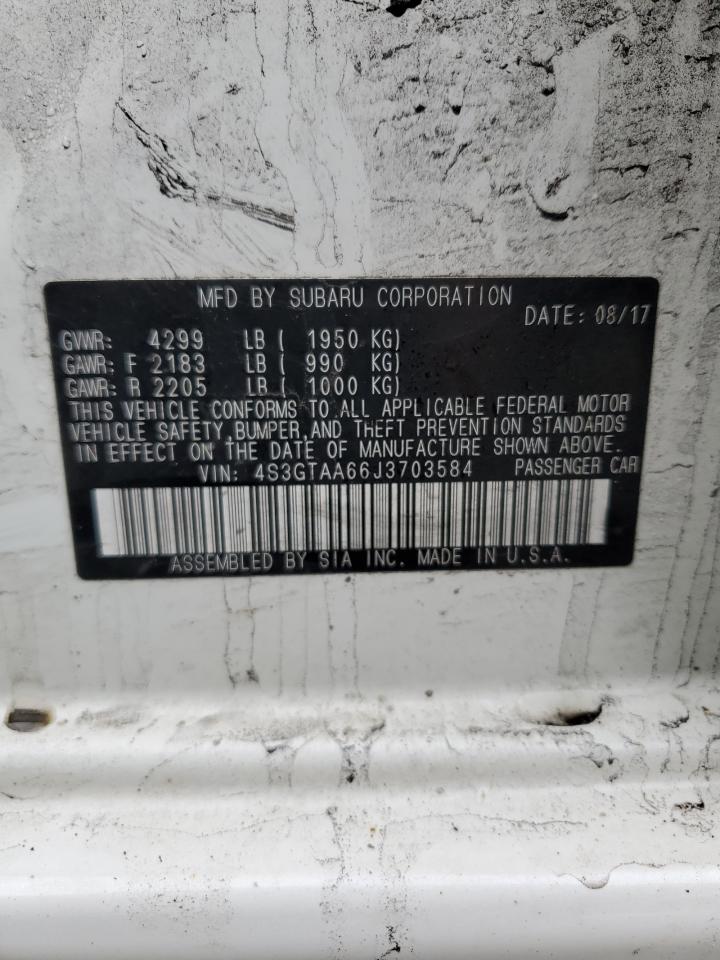 MFD BY SUBARU CORPORATION
DATE: 08/17
GVWR: 4299 LB ( 1950 KG)
GAWR: F 2183 LB ( 990 KG)
GAWR: R 2205 LB ( 1000 KG)
THIS VEHICLE CONFORMS TO ALL APPLICABLE FEDERAL MOTOR
VEHICLE SAFETY, BUMPER, AND THEFT PREVENTION STANDARDS
IN EFFECT ON THE DATE OF MANUFACTURE SHOWN ABOVE.
VIN: 4S3GTAA66J3703584 PASSENGER CAR
ASSEMBLED BY SIA INC. MADE IN U.S.A.